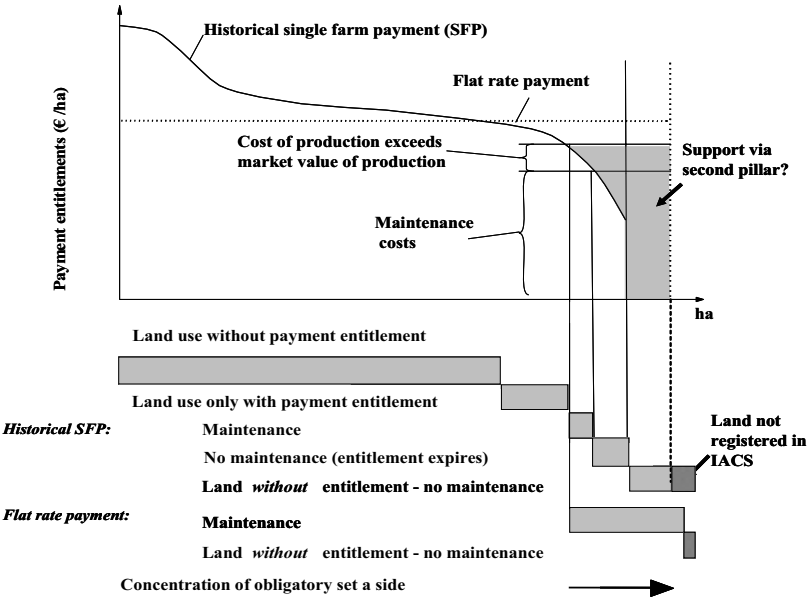 Historical single farm payment (SFP)
Flat rate payment
Payment entitlements (€ /ha)
Cost of production exceeds
market value of production
Support via
second pillar?
Maintenance
costs
ha
Land use without payment entitlement
Land use only with payment entitlement
Historical SFP:
Maintenance
No maintenance (entitlement expires)
Land without entitlement - no maintenance
Land not
registered in
IACS
Flat rate payment:
Maintenance
Land without entitlement - no maintenance
Concentration of obligatory set a side